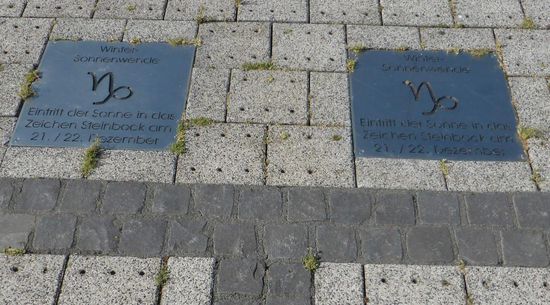 Winter-
Sonnenwende
♑
Eintritt der Sonne in das
Zeichen Steinbock am
21. / 22. Dezember
Winter-
Sonnenwende
♑
Eintritt der Sonne in das
Zeichen Steinbock am
21. / 22. Dezember